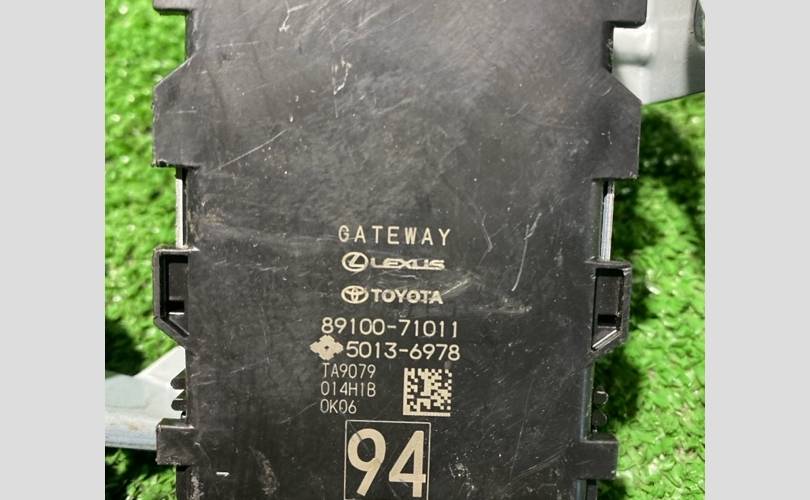 GATEWAY
LEXUS
TOYOTA
89100-71011
5013-6978
TA9079
014H1B
0K06
94